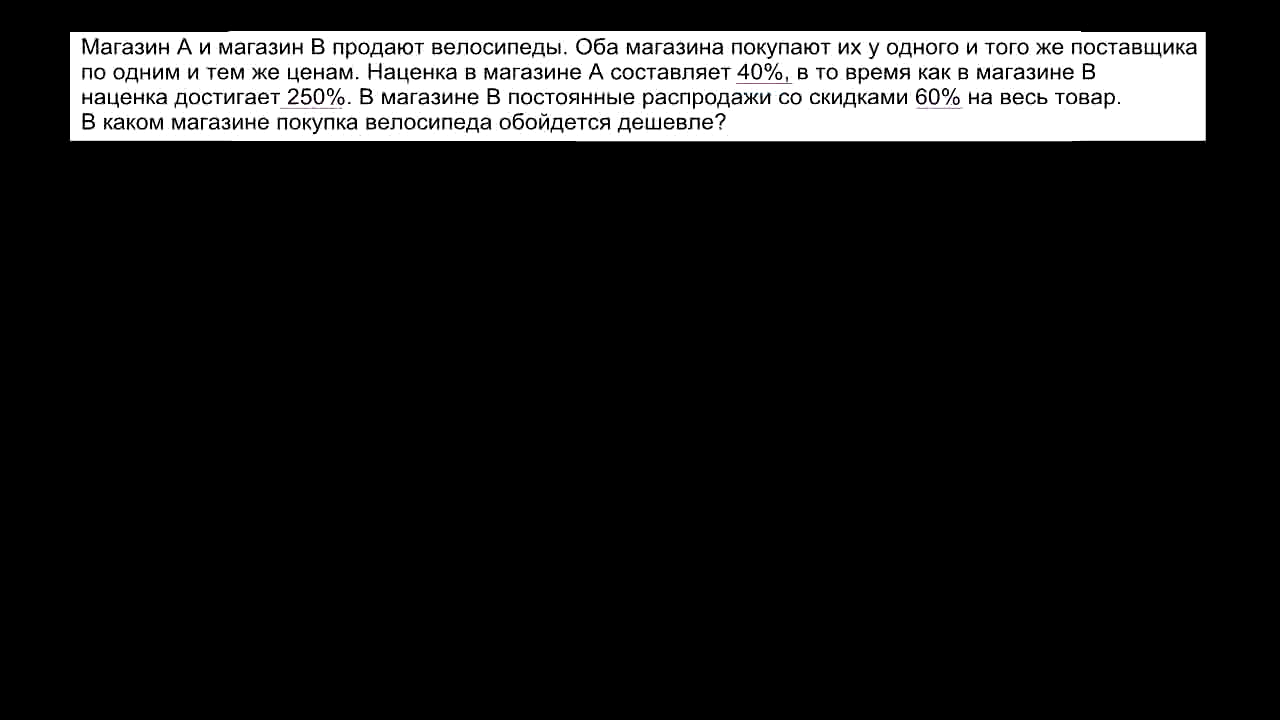 Магазин А и магазин В продают велосипеды. Оба магазина покупают их у одного и того же поставщика
по одним и тем же ценам. Наценка в магазине А составляет 40%, в то время как в магазине В
наценка достигает 250%. В магазине В постоянные распродажи со скидками 60% на весь товар.
В каком магазине покупка велосипеда обойдется дешевле?